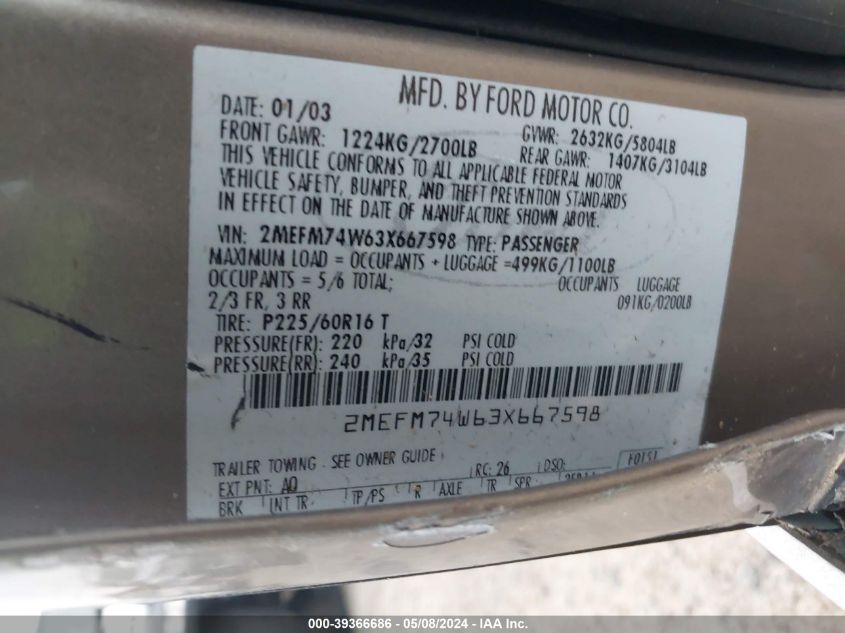 MFD. BY FORD MOTOR CO.
DATE: 01/03 GVWR: 2632KG/5804LB
FRONT GAWR: 1224KG/2700LB REAR GAWR: 1407KG/3104LB
THIS VEHICLE CONFORMS TO ALL APPLICABLE FEDERAL MOTOR
VEHICLE SAFETY, BUMPER, AND THEFT PREVENTION STANDARDS
IN EFFECT ON THE DATE OF MANUFACTURE SHOWN ABOVE.
VIN: 2MEFM74W63X667598 TYPE: PASSENGER
MAXIMUM LOAD = OCCUPANTS + LUGGAGE =499KG/1100LB
OCCUPANTS = 5/6 TOTAL; OCCUPANTS LUGGAGE
2/3 FR, 3 RR 091KG/0200LB
TIRE: P225/60R16 T
PRESSURE(FR): 220 kPa/32 PSI COLD
PRESSURE(RR): 240 kPa/35 PSI COLD
2MEFM74W63X667598
TRAILER TOWING - SEE OWNER GUIDE
EXT PNT: AQ RC: 26 DSO: F0151
BRK INT TR TP/PS R AXLE TR SPR
000-39366686 - 05/08/2024 - IAA Inc.